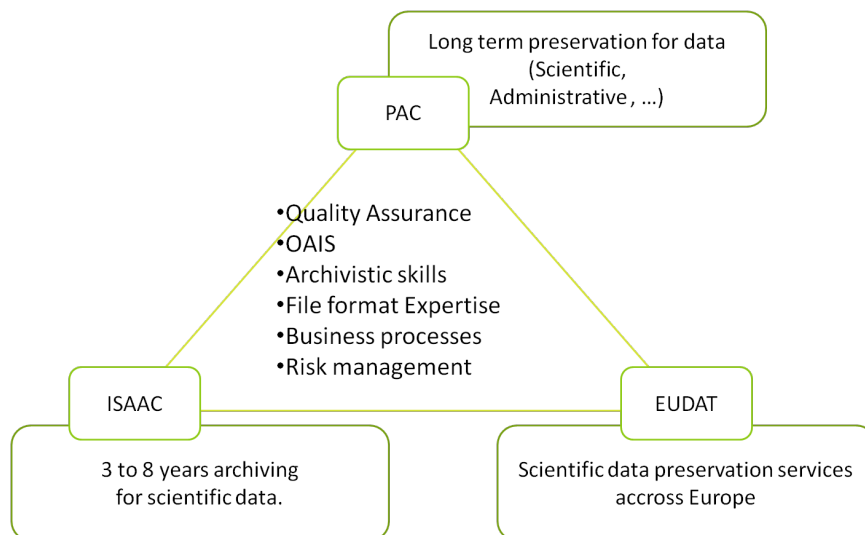 Long term preservation for data
(Scientific,
Administrative , ...)
PAC
•Quality Assurance
•OAIS
•Archivistic skills
•File format Expertise
•Business processes
•Risk management
ISAAC
EUDAT
3 to 8 years archiving
for scientific data.
Scientific data preservation services
accross Europe